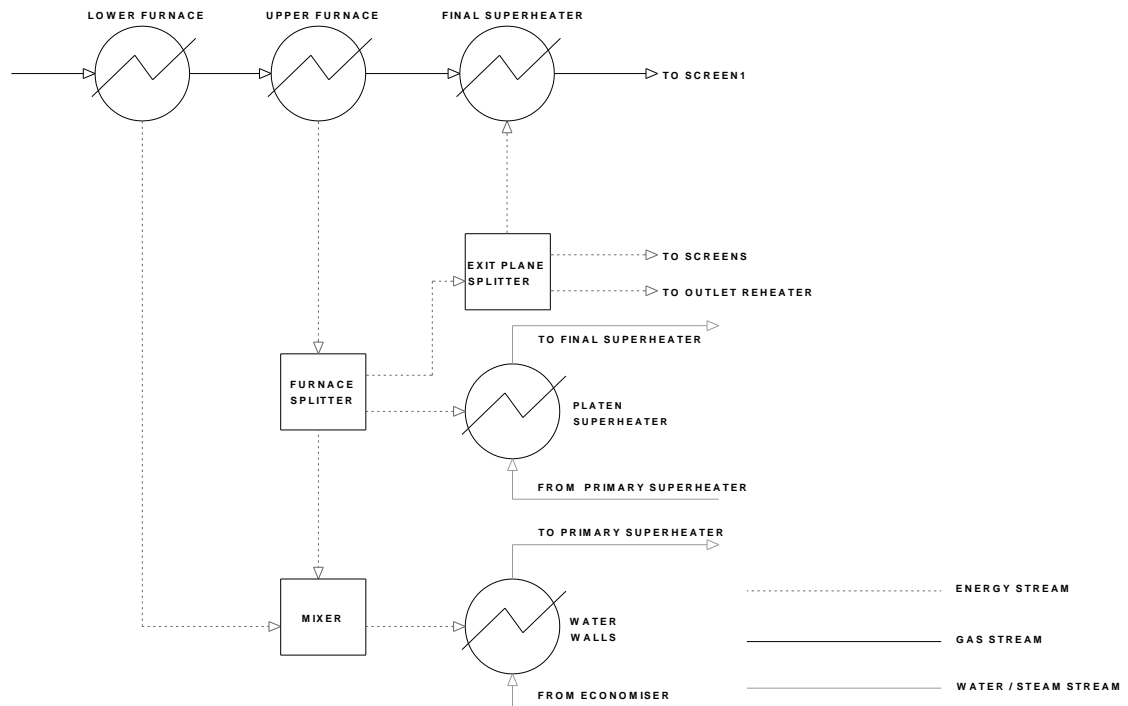 LOWER FURNACE
UPPER FURNACE
FINAL SUPERHEATER
TO SCREEN1
EXIT PLANE
SPLITTER
TO SCREENS
TO OUTLET REHEATER
TO FINAL SUPERHEATER
FURNACE
SPLITTER
PLATEN
SUPERHEATER
FROM PRIMARY SUPERHEATER
TO PRIMARY SUPERHEATER
MIXER
WATER
WALLS
FROM ECONOMISER
ENERGY STREAM
GAS STREAM
WATER / STEAM STREAM